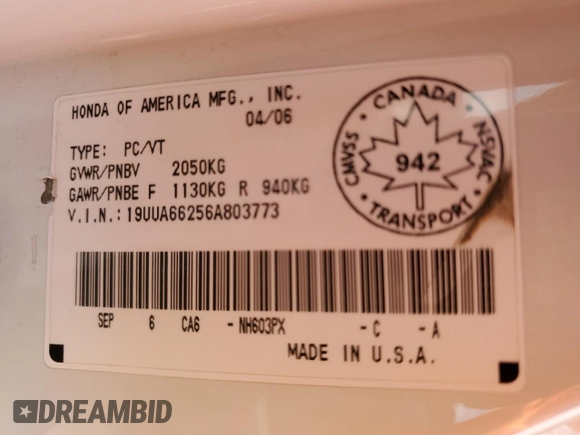 HONDA OF AMERICA MFG., INC.
04/06
TYPE: PC/VT
GVWR/PNBV 2050KG
GAWR/PNBE F 1130KG R 940KG
V.I.N.: 19UUA66256A803773
CANADA
CMVSS
NSVAC
942
TRANSPORT
SEP 6 CA6 -NH603PX -C -A
MADE IN U.S.A.
DREAMBID